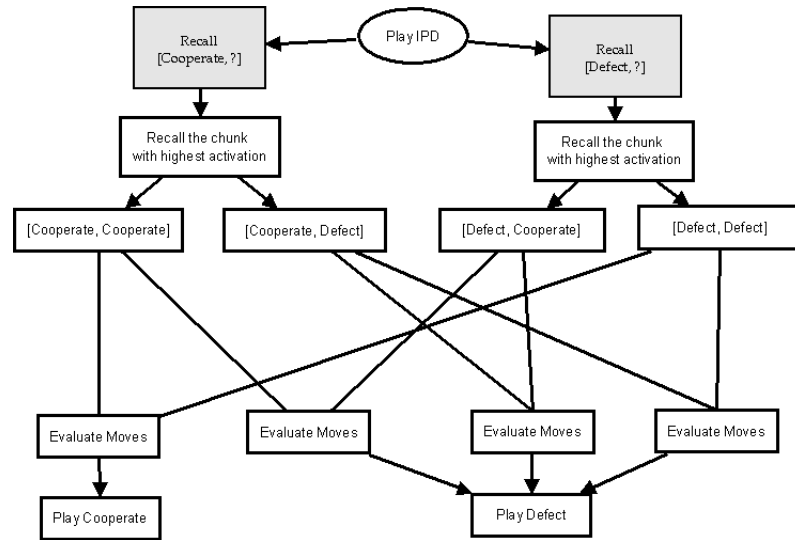 Play IPD
Recall
[Cooperate, ?]
Recall
[Defect, ?]
Recall the chunk
with highest activation
Recall the chunk
with highest activation
[Cooperate, Cooperate]
[Cooperate, Defect]
[Defect, Cooperate]
[Defect, Defect]
Evaluate Moves
Evaluate Moves
Evaluate Moves
Evaluate Moves
Play Cooperate
Play Defect